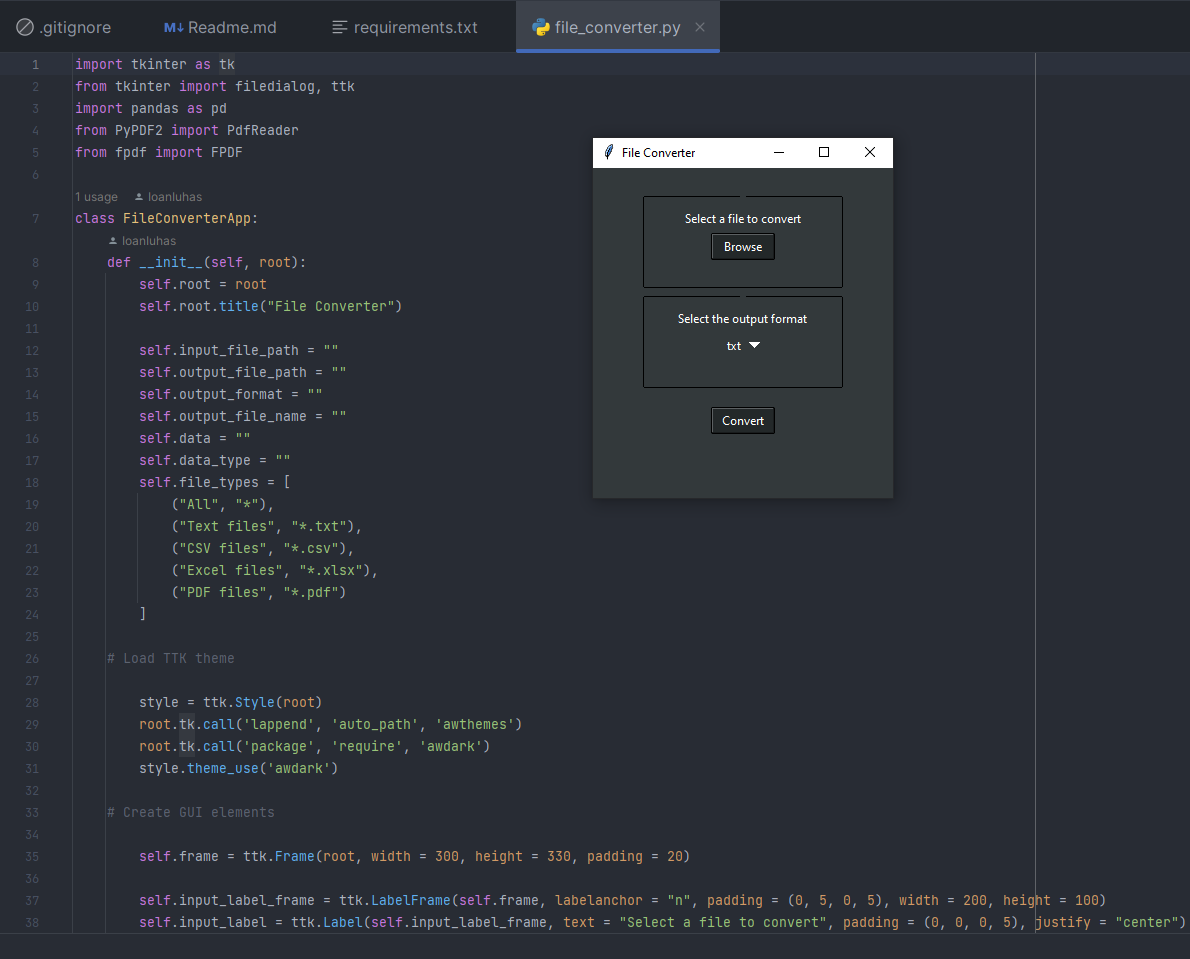 .gitignore
M↓ Readme.md
requirements.txt
file_converter.py
1 import tkinter as tk
2 from tkinter import filedialog, ttk
3 import pandas as pd
4 from PyPDF2 import PdfReader
5 from fpdf import FPDF
6
1 usage loanluhas
7 class FileConverterApp:
loanluhas
8 def __init__(self, root):
9 self.root = root
10 self.root.title("File Converter")
11
12 self.input_file_path = ""
13 self.output_file_path = ""
14 self.output_format = ""
15 self.output_file_name = ""
16 self.data = ""
17 self.data_type = ""
18 self.file_types = [
19 ("All", "*"),
20 ("Text files", "*.txt"),
21 ("CSV files", "*.csv"),
22 ("Excel files", "*.xlsx"),
23 ("PDF files", "*.pdf")
24 ]
25
26 # Load TTK theme
27
28 style = ttk.Style(root)
29 root.tk.call('lappend', 'auto_path', 'awthemes')
30 root.tk.call('package', 'require', 'awdark')
31 style.theme_use('awdark')
32
33 # Create GUI elements
34
35 self.frame = ttk.Frame(root, width = 300, height = 330, padding = 20)
36
37 self.input_label_frame = ttk.LabelFrame(self.frame, labelanchor = "n", padding = (0, 5, 0, 5), width = 200, height = 100)
38 self.input_label = ttk.Label(self.input_label_frame, text = "Select a file to convert", padding = (0, 0, 0, 5), justify = "center")
File Converter
Select a file to convert
Browse
Select the output format
txt
Convert